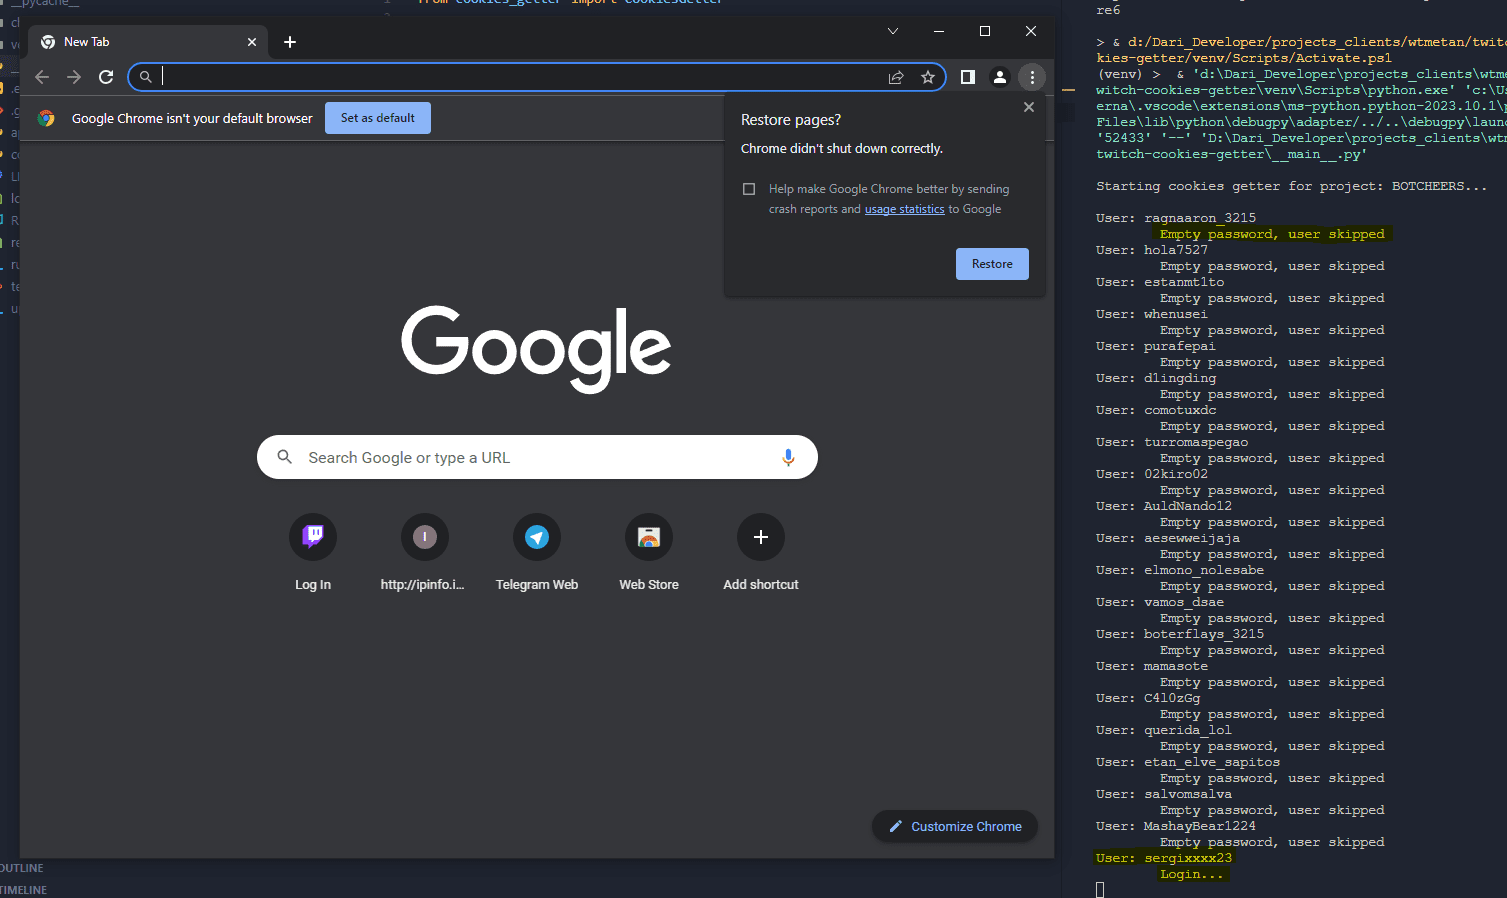 __pycache__
from cookies_getter import CookiesGetter
New Tab
Google Chrome isn't your default browser
Set as default
Restore pages?
Chrome didn't shut down correctly.
Help make Google Chrome better by sending
crash reports and usage statistics to Google
Restore
Google
Search Google or type a URL
Log In
I
http://ipinfo.i...
Telegram Web
Web Store
Add shortcut
Customize Chrome
OUTLINE
TIMELINE
re6
> & d:/Dari_Developer/projects_clients/wtmetan/twitc
kies-getter/venv/Scripts/Activate.ps1
(venv) > & 'd:\Dari_Developer\projects_clients\wtme
witch-cookies-getter\venv\Scripts\python.exe' 'c:\Us
erna\.vscode\extensions\ms-python.python-2023.10.1\p
Files\lib\python\debugpy\adapter/../..\debugpy\launc
'52433' '--' 'D:\Dari_Developer\projects_clients\wtm
twitch-cookies-getter\__main__.py'
Starting cookies getter for project: BOTCHEERS...
User: ragnaaron_3215
Empty password, user skipped
User: hola7527
Empty password, user skipped
User: estanmt1to
Empty password, user skipped
User: whenusei
Empty password, user skipped
User: purafepai
Empty password, user skipped
User: d1ingding
Empty password, user skipped
User: comotuxdc
Empty password, user skipped
User: turromaspegao
Empty password, user skipped
User: 02kiro02
Empty password, user skipped
User: AuldNando12
Empty password, user skipped
User: aesewweijaja
Empty password, user skipped
User: elmono_nolesabe
Empty password, user skipped
User: vamos_dsae
Empty password, user skipped
User: boterflays_3215
Empty password, user skipped
User: mamasote
Empty password, user skipped
User: C4l0zGg
Empty password, user skipped
User: querida_lol
Empty password, user skipped
User: etan_elve_sapitos
Empty password, user skipped
User: salvomsalva
Empty password, user skipped
User: MashayBear1224
Empty password, user skipped
User: sergixxxx23
Login...